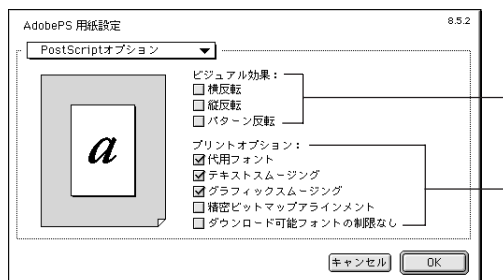 AdobePS 用紙設定
8.5.2
PostScriptオプション
a
ビジュアル効果：
横反転
縦反転
パターン反転
プリントオプション：
代用フォント
テキストスムージング
グラフィックスムージング
精密ビットマップアラインメント
ダウンロード可能フォントの制限なし
キャンセル
OK